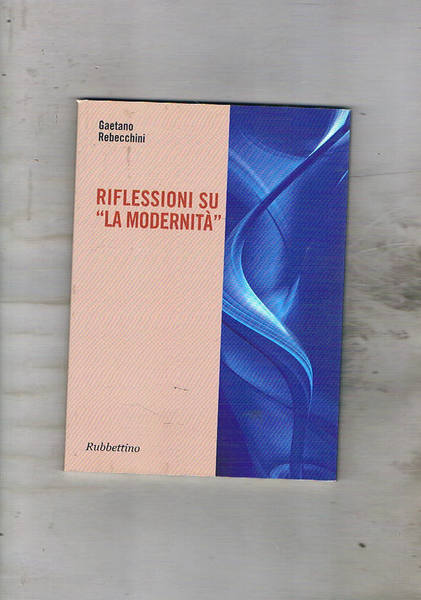 Gaetano
Rebecchini
RIFLESSIONI SU
“LA MODERNITÀ”
Rubbettino